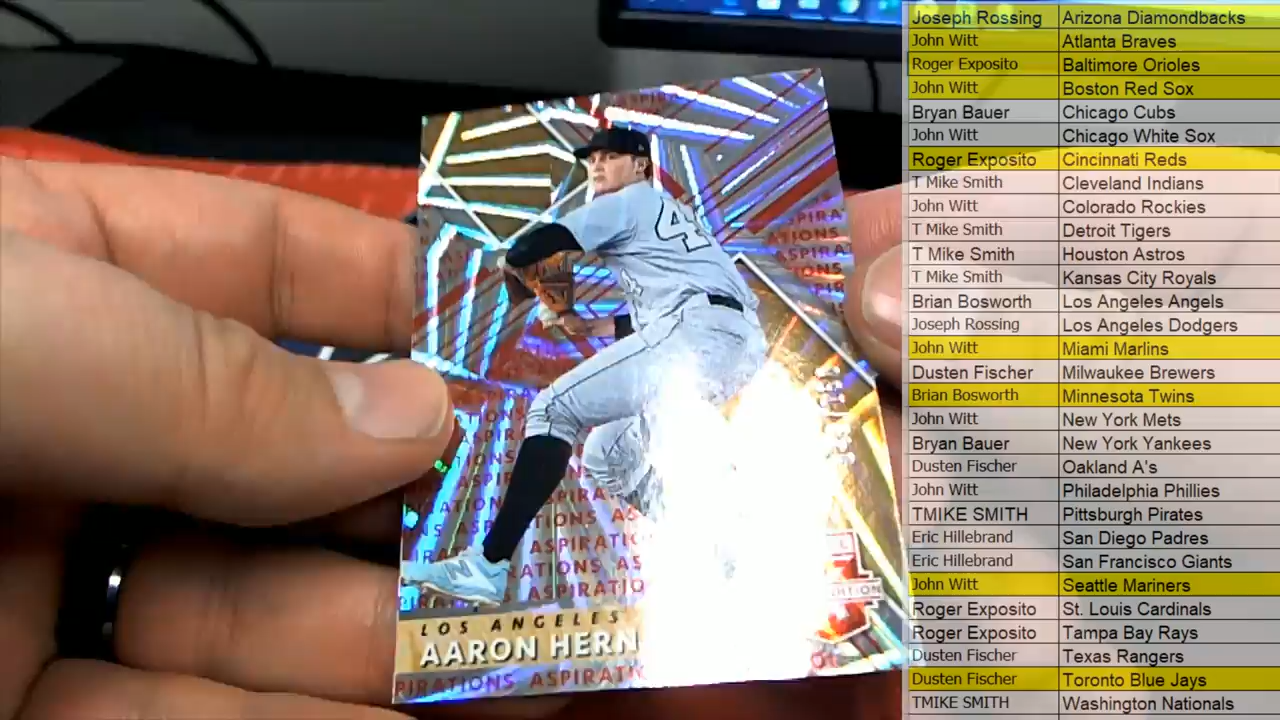 ASPIRATIONS
4
LOS ANGELES
AARON HERN
ASPIRATIONS ASPIRATI
Joseph Rossing Arizona Diamondbacks
John Witt Atlanta Braves
Roger Exposito Baltimore Orioles
John Witt Boston Red Sox
Bryan Bauer Chicago Cubs
John Witt Chicago White Sox
Roger Exposito Cincinnati Reds
T Mike Smith Cleveland Indians
John Witt Colorado Rockies
T Mike Smith Detroit Tigers
T Mike Smith Houston Astros
T Mike Smith Kansas City Royals
Brian Bosworth Los Angeles Angels
Joseph Rossing Los Angeles Dodgers
John Witt Miami Marlins
Dusten Fischer Milwaukee Brewers
Brian Bosworth Minnesota Twins
John Witt New York Mets
Bryan Bauer New York Yankees
Dusten Fischer Oakland A's
John Witt Philadelphia Phillies
TMIKE SMITH Pittsburgh Pirates
Eric Hillebrand San Diego Padres
Eric Hillebrand San Francisco Giants
John Witt Seattle Mariners
Roger Exposito St. Louis Cardinals
Roger Exposito Tampa Bay Rays
Dusten Fischer Texas Rangers
Dusten Fischer Toronto Blue Jays
TMIKE SMITH Washington Nationals